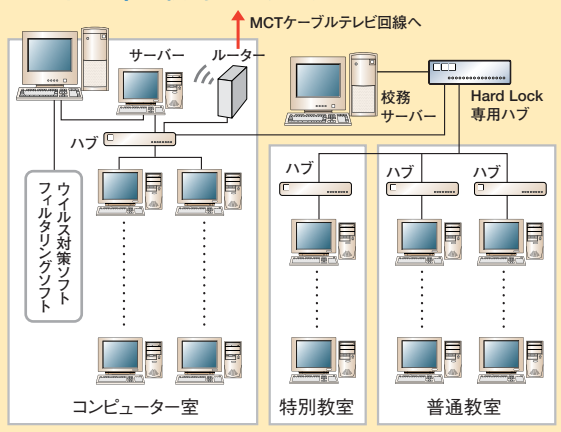 MCTケーブルテレビ回線へ
サーバー
ルーター
校務
サーバー
Hard Lock
専用ハブ
ハブ
ハブ
ハブ
ハブ
ウイルス対策ソフト
フィルタリングソフト
コンピューター室
特別教室
普通教室